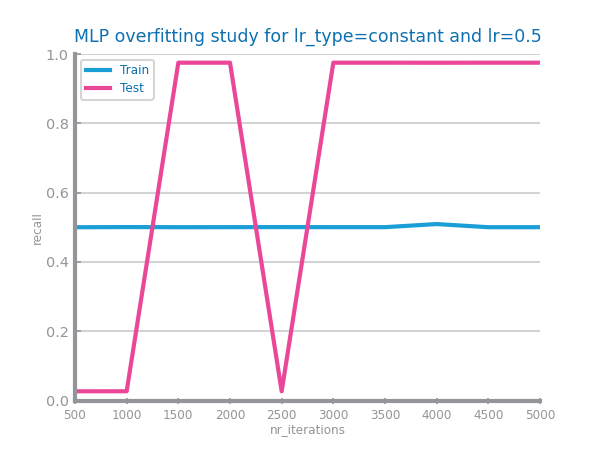 MLP overfitting study for lr_type=constant and lr=0.5
1.0
Train
Test
0.8
0.6
recall
0.4
0.2
0.0
500 1000 1500 2000 2500 3000 3500 4000 4500 5000
nr_iterations